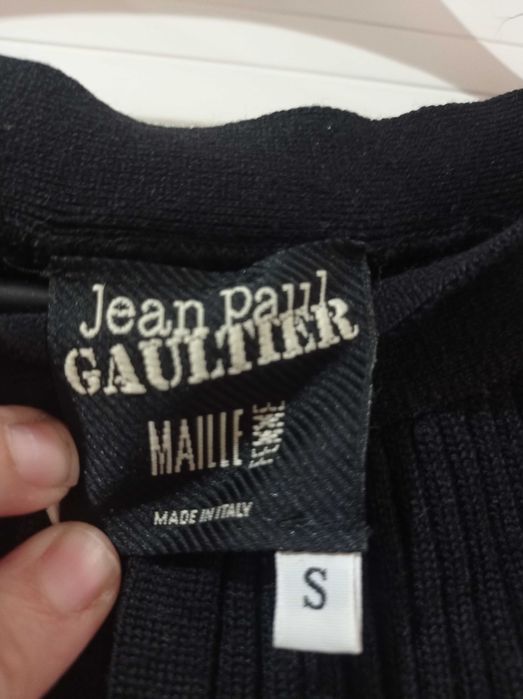 Jean Paul
GAULTIER
MAILLE FEMME
MADE IN ITALY
S